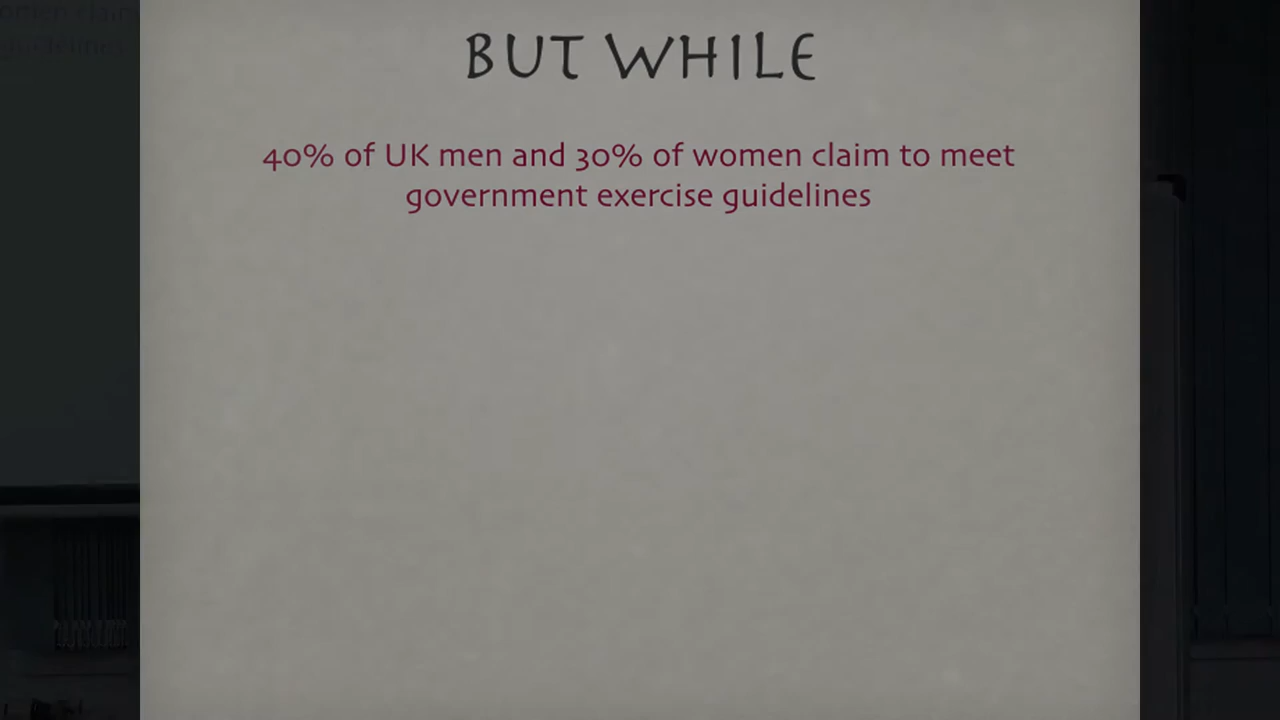 BUT WHILE
40% of UK men and 30% of women claim to meet
government exercise guidelines